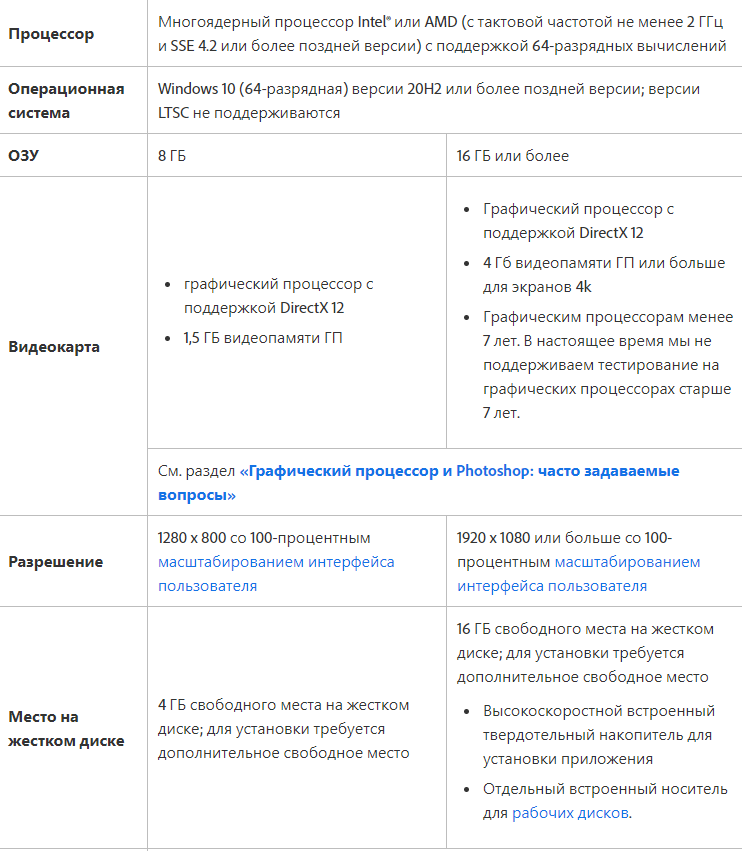 Процессор
Многоядерный процессор Intel® или AMD (с тактовой частотой не менее 2 ГГц
и SSE 4.2 или более поздней версии) с поддержкой 64-разрядных вычислений
Операционная
система
Windows 10 (64-разрядная) версии 20H2 или более поздней версии; версии
LTSC не поддерживаются
ОЗУ
8 ГБ
16 ГБ или более
Видеокарта
графический процессор с
поддержкой DirectX 12
1,5 ГБ видеопамяти ГП
Графический процессор с
поддержкой DirectX 12
4 Гб видеопамяти ГП или больше
для экранов 4k
Графическим процессорам менее
7 лет. В настоящее время мы не
поддерживаем тестирование на
графических процессорах старше
7 лет.
См. раздел «Графический процессор и Photoshop: часто задаваемые
вопросы»
Разрешение
1280 x 800 со 100-процентным
масштабированием интерфейса
пользователя
1920 x 1080 или больше со 100-
процентным масштабированием
интерфейса пользователя
Место на
жестком диске
4 ГБ свободного места на жестком
диске; для установки требуется
дополнительное свободное место
16 ГБ свободного места на жестком
диске; для установки требуется
дополнительное свободное место
Высокоскоростной встроенный
твердотельный накопитель для
установки приложения
Отдельный встроенный носитель
для рабочих дисков.